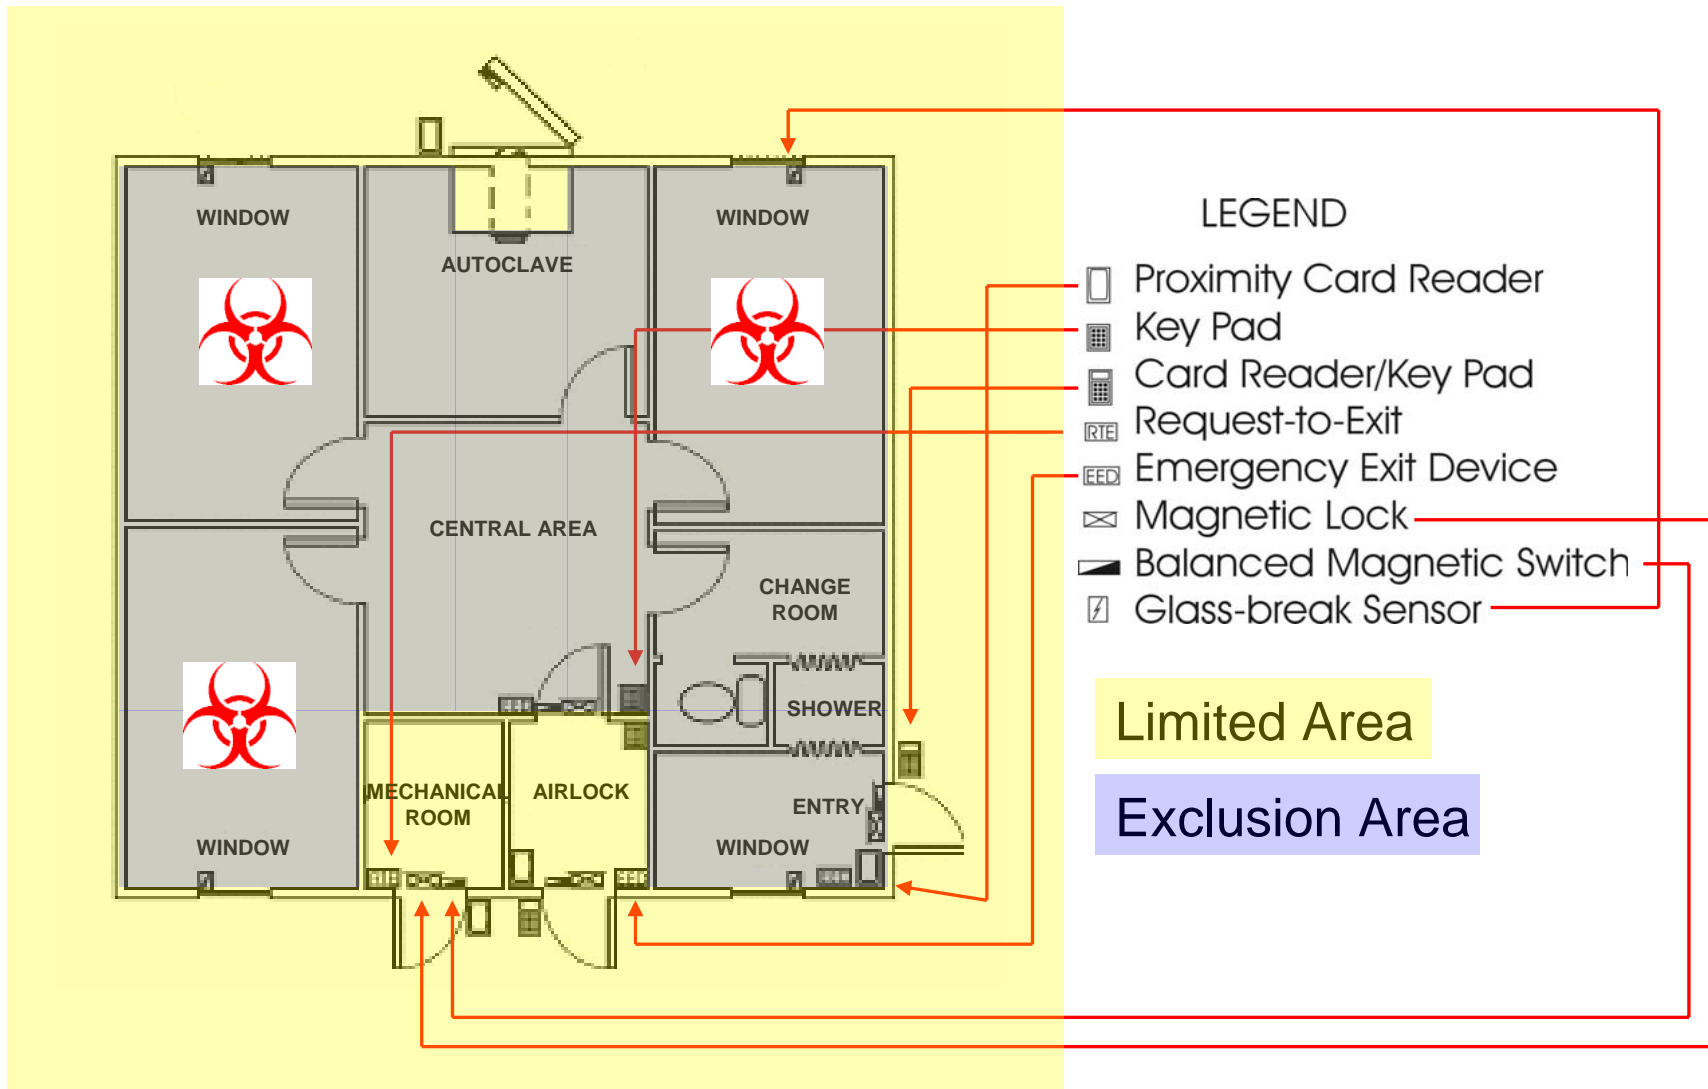 WINDOW
AUTOCLAVE
WINDOW
CENTRAL AREA
CHANGE
ROOM
SHOWER
MECHANICAL
ROOM
AIRLOCK
ENTRY
WINDOW
WINDOW
LEGEND
Proximity Card Reader
Key Pad
Card Reader/Key Pad
RTE Request-to-Exit
EED Emergency Exit Device
Magnetic Lock
Balanced Magnetic Switch
Glass-break Sensor
Limited Area
Exclusion Area